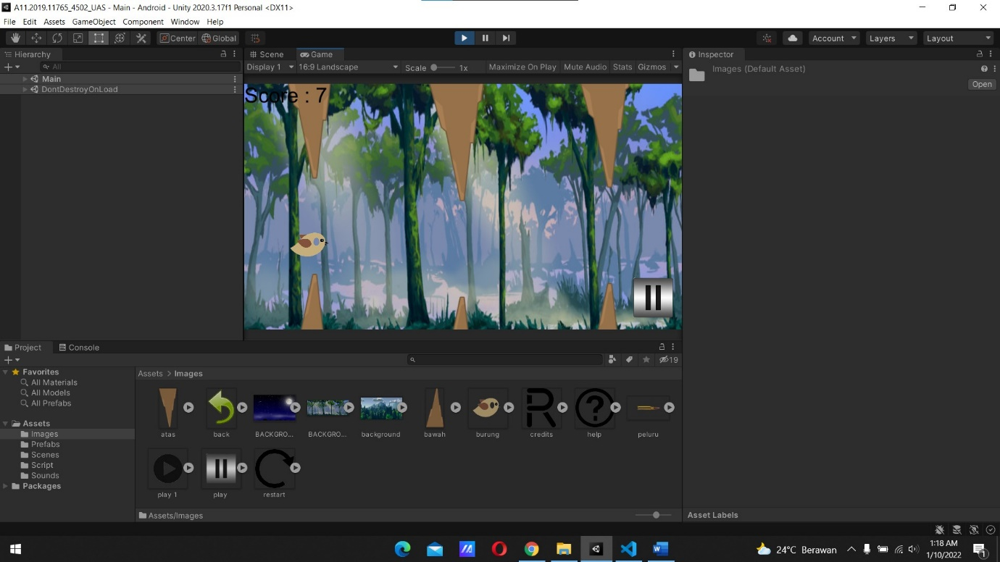 A11.2019.11765_4502_UAS - Main - Android - Unity 2020.3.17f1 Personal <DX11>
File Edit Assets GameObject Component Window Help
Center Global Account Layers Layout
Hierarchy Scene Game Inspector
All Display 1 16:9 Landscape Scale 1x Maximize On Play Mute Audio Stats Gizmos Images (Default Asset)
Main
Open
DontDestroyOnLoad
Score : 7
Project Console
19
Favorites
All Materials
All Models
All Prefabs
Assets
Images
Prefabs
Scenes
Script
Sounds
Packages
Assets > Images
atas back BACKGRO... BACKGRO... background bawah burung credits help peluru
play 1 play restart
Assets/Images
Asset Labels
24°C Berawan
1:18 AM
1/10/2022
1